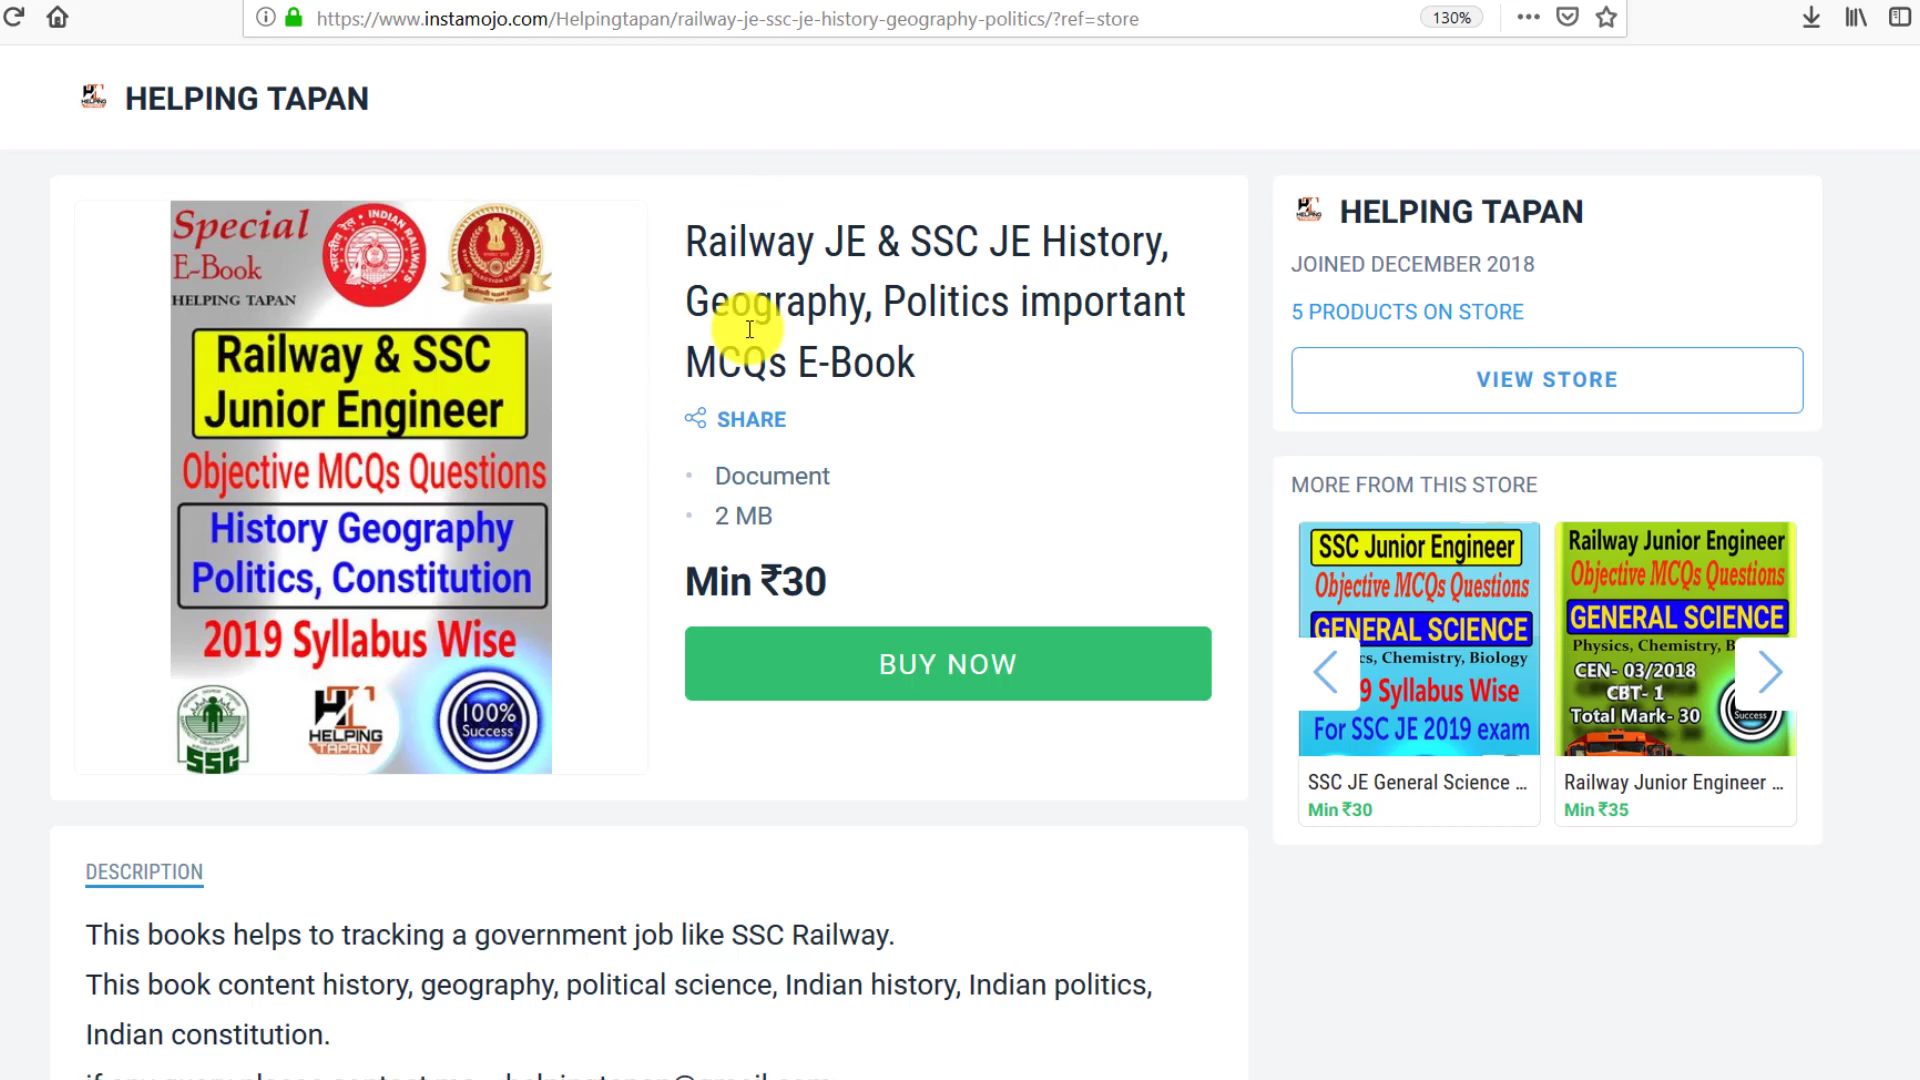 https://www.instamojo.com/Helpingtapan/railway-je-ssc-je-history-geography-politics/?ref=store
130%
HELPING TAPAN
Special
E-Book
HELPING TAPAN
INDIAN
RAILWAYS
Railway & SSC
Junior Engineer
Objective MCQs Questions
History Geography
Politics, Constitution
2019 Syllabus Wise
SSC
HELPING
TAPAN
100%
Success
Railway JE & SSC JE History,
Geography, Politics important
MCQs E-Book
SHARE
Document
2 MB
Min ₹30
BUY NOW
DESCRIPTION
This books helps to tracking a government job like SSC Railway.
This book content history, geography, political science, Indian history, Indian politics,
Indian constitution.
HELPING TAPAN
JOINED DECEMBER 2018
5 PRODUCTS ON STORE
VIEW STORE
MORE FROM THIS STORE
SSC Junior Engineer
Objective MCQs Questions
GENERAL SCIENCE
cs, Chemistry, Biology
9 Syllabus Wise
For SSC JE 2019 exam
SSC JE General Science ...
Min ₹30
Railway Junior Engineer
Objective MCQs Questions
GENERAL SCIENCE
Physics, Chemistry, B
CEN- 03/2018
CBT- 1
Total Mark- 30
Success
Railway Junior Engineer ...
Min ₹35